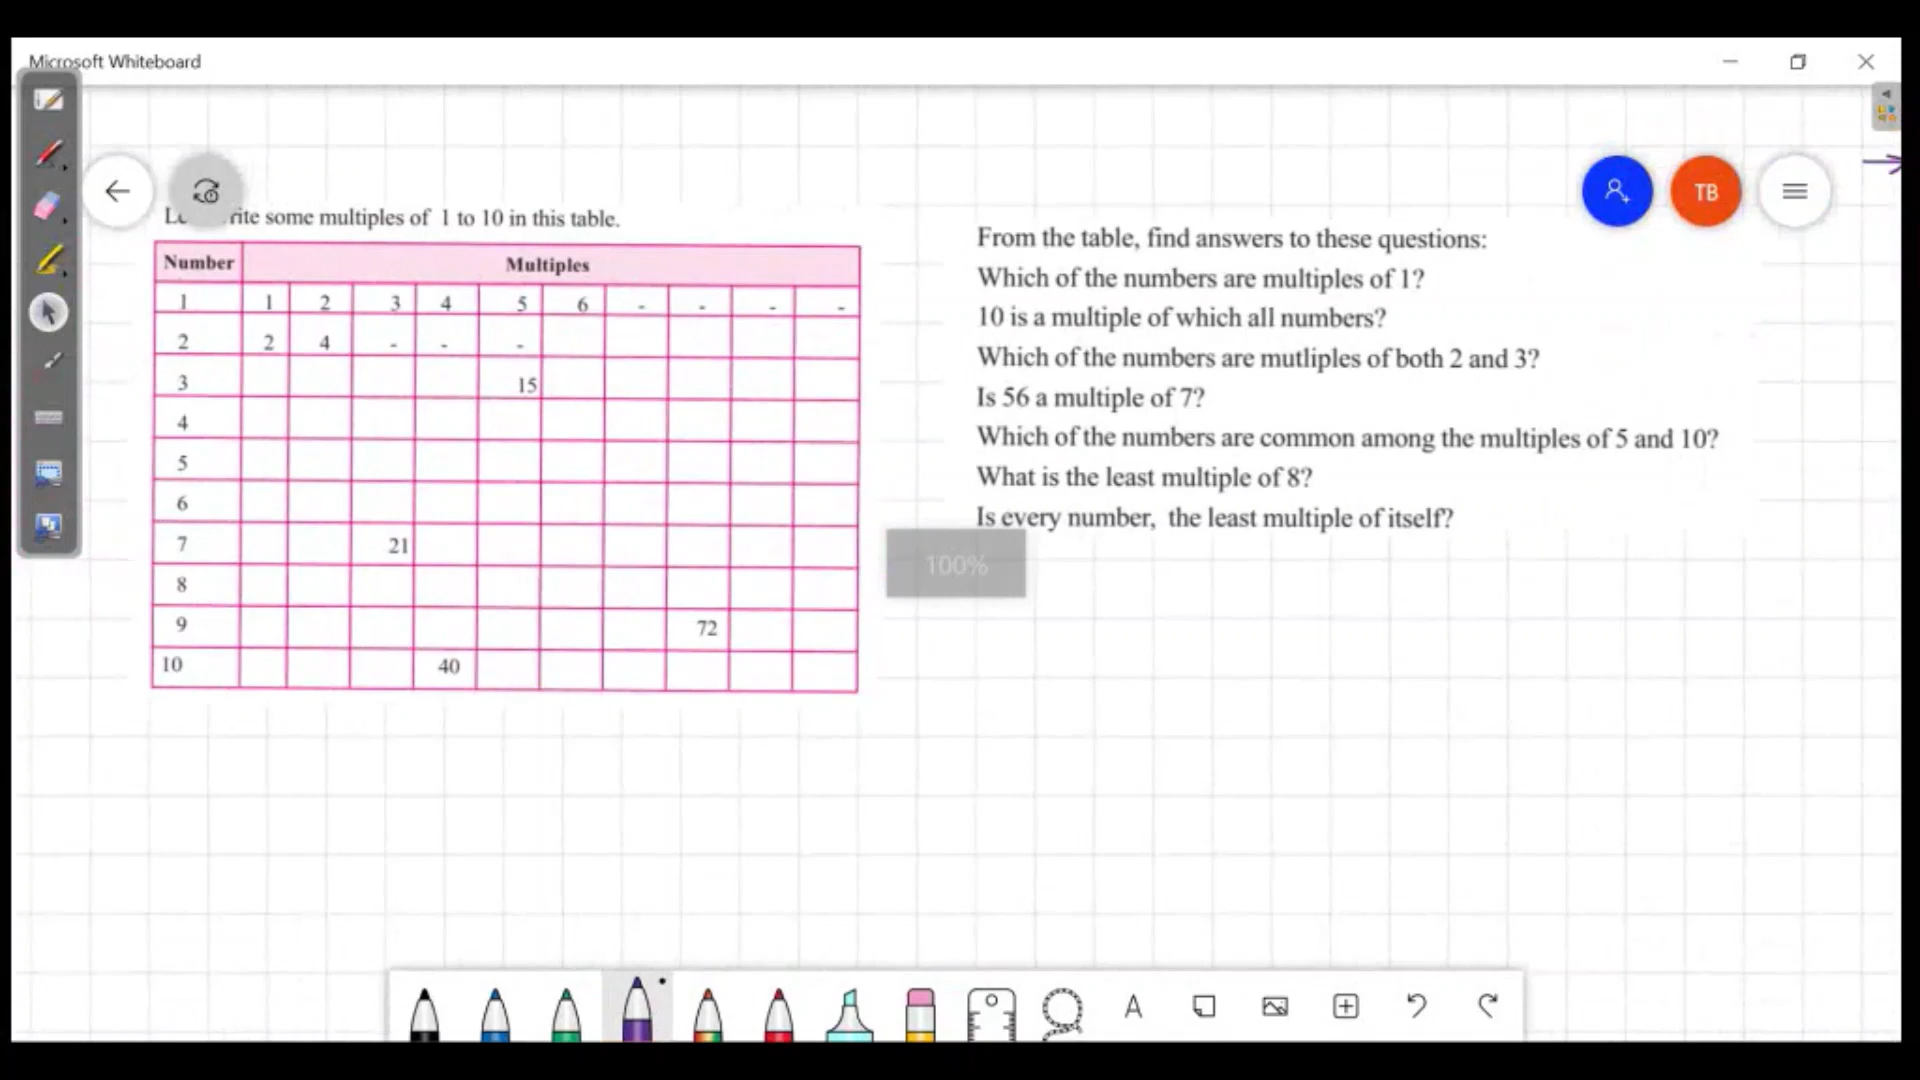 Microsoft Whiteboard
TB
rite some multiples of 1 to 10 in this table.
Number Multiples
1 1 2 3 4 5 6 - - - -
2 2 4 - - -
3 15
4
5
6
7 21
8
9 72
10 40
From the table, find answers to these questions:
Which of the numbers are multiples of 1?
10 is a multiple of which all numbers?
Which of the numbers are mutliples of both 2 and 3?
Is 56 a multiple of 7?
Which of the numbers are common among the multiples of 5 and 10?
What is the least multiple of 8?
Is every number, the least multiple of itself?
100%
A